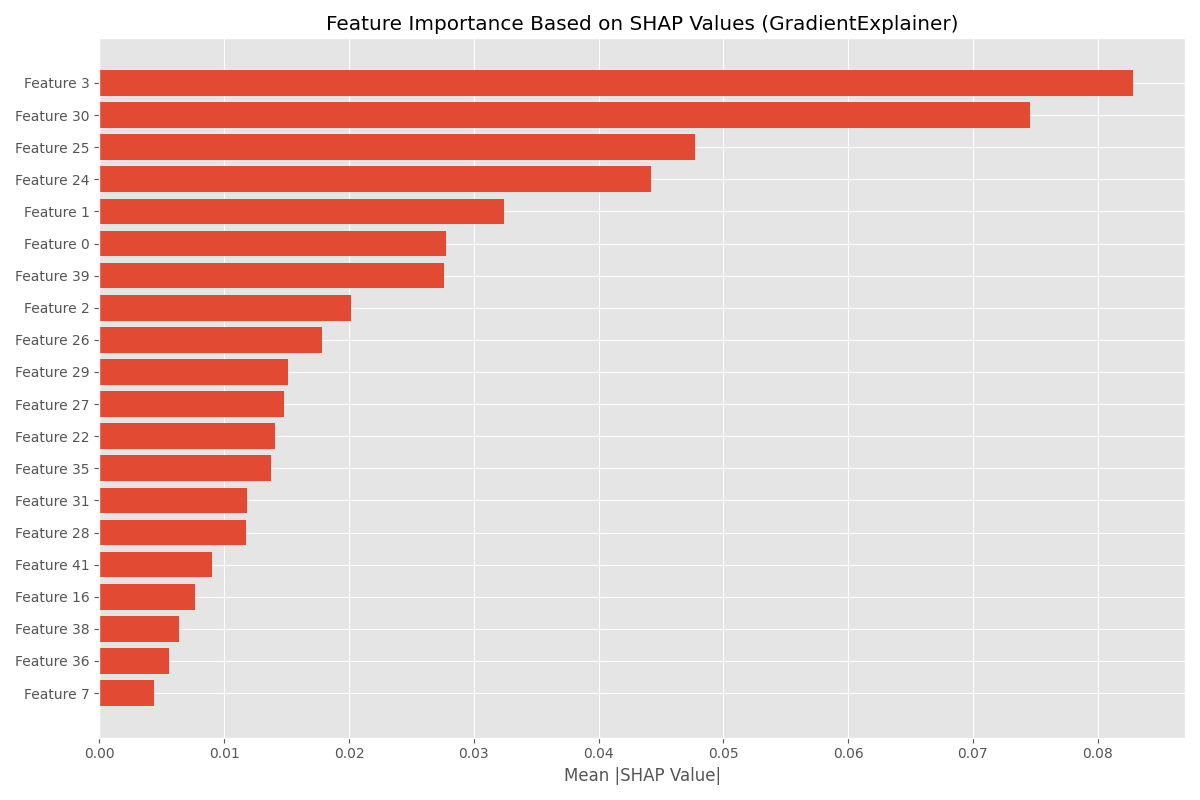 Feature Importance Based on SHAP Values (GradientExplainer)
Feature 3
Feature 30
Feature 25
Feature 24
Feature 1
Feature 0
Feature 39
Feature 2
Feature 26
Feature 29
Feature 27
Feature 22
Feature 35
Feature 31
Feature 28
Feature 41
Feature 16
Feature 38
Feature 36
Feature 7
0.00 0.01 0.02 0.03 0.04 0.05 0.06 0.07 0.08
Mean |SHAP Value|